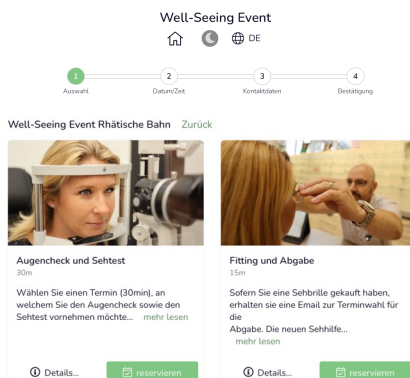 Well-Seeing Event
DE
1
2
3
4
Auswahl
Datum/Zeit
Kontaktdaten
Bestätigung
Well-Seeing Event Rhätische Bahn Zurück
Augencheck und Sehtest
30m
Wählen Sie einen Termin (30min), an
welchem Sie den Augencheck sowie den
Sehtest vornehmen möchte... mehr lesen
Details...
reservieren
Fitting und Abgabe
15m
Sofern Sie eine Sehbrille gekauft haben,
erhalten sie eine Email zur Terminwahl für
die
Abgabe. Die neuen Sehhilfe...
mehr lesen
Details...
reservieren